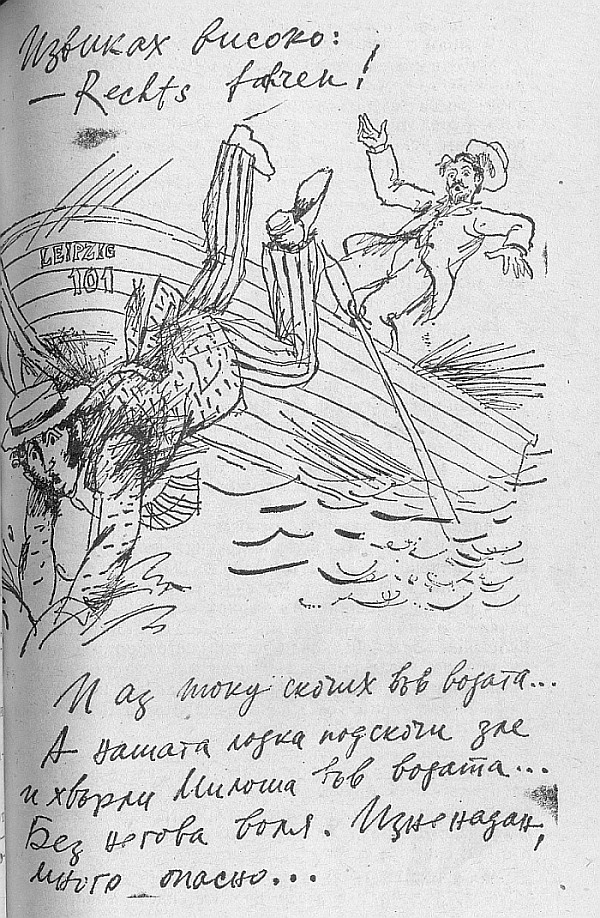 Извиках високо:
— Rechts fahren!
LEIPZIG
101
И аз току скочих във водата...
А нашата лодка подскочи зле
и хвърли Милоша във водата...
Без негова воля. Изненадан,
много опасно...